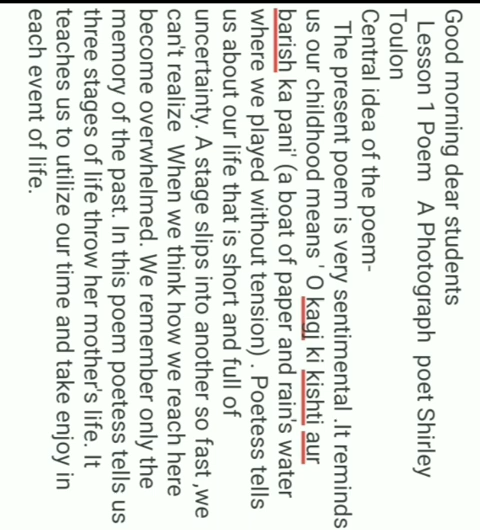 Good morning dear students
Lesson 1 Poem A Photograph poet Shirley
Toulon
Central idea of the poem-
The present poem is very sentimental .It reminds
us our childhood means ' O kagj ki kishti aur
barish ka pani' (a boat of paper and rain's water
where we played without tension) . Poetess tells
us about our life that is short and full of
uncertainty. A stage slips into another so fast ,we
can't realize When we think how we reach here
become overwhelmed. We remember only the
memory of the past. In this poem poetess tells us
three stages of life throw her mother's life. It
teaches us to utilize our time and take enjoy in
each event of life.